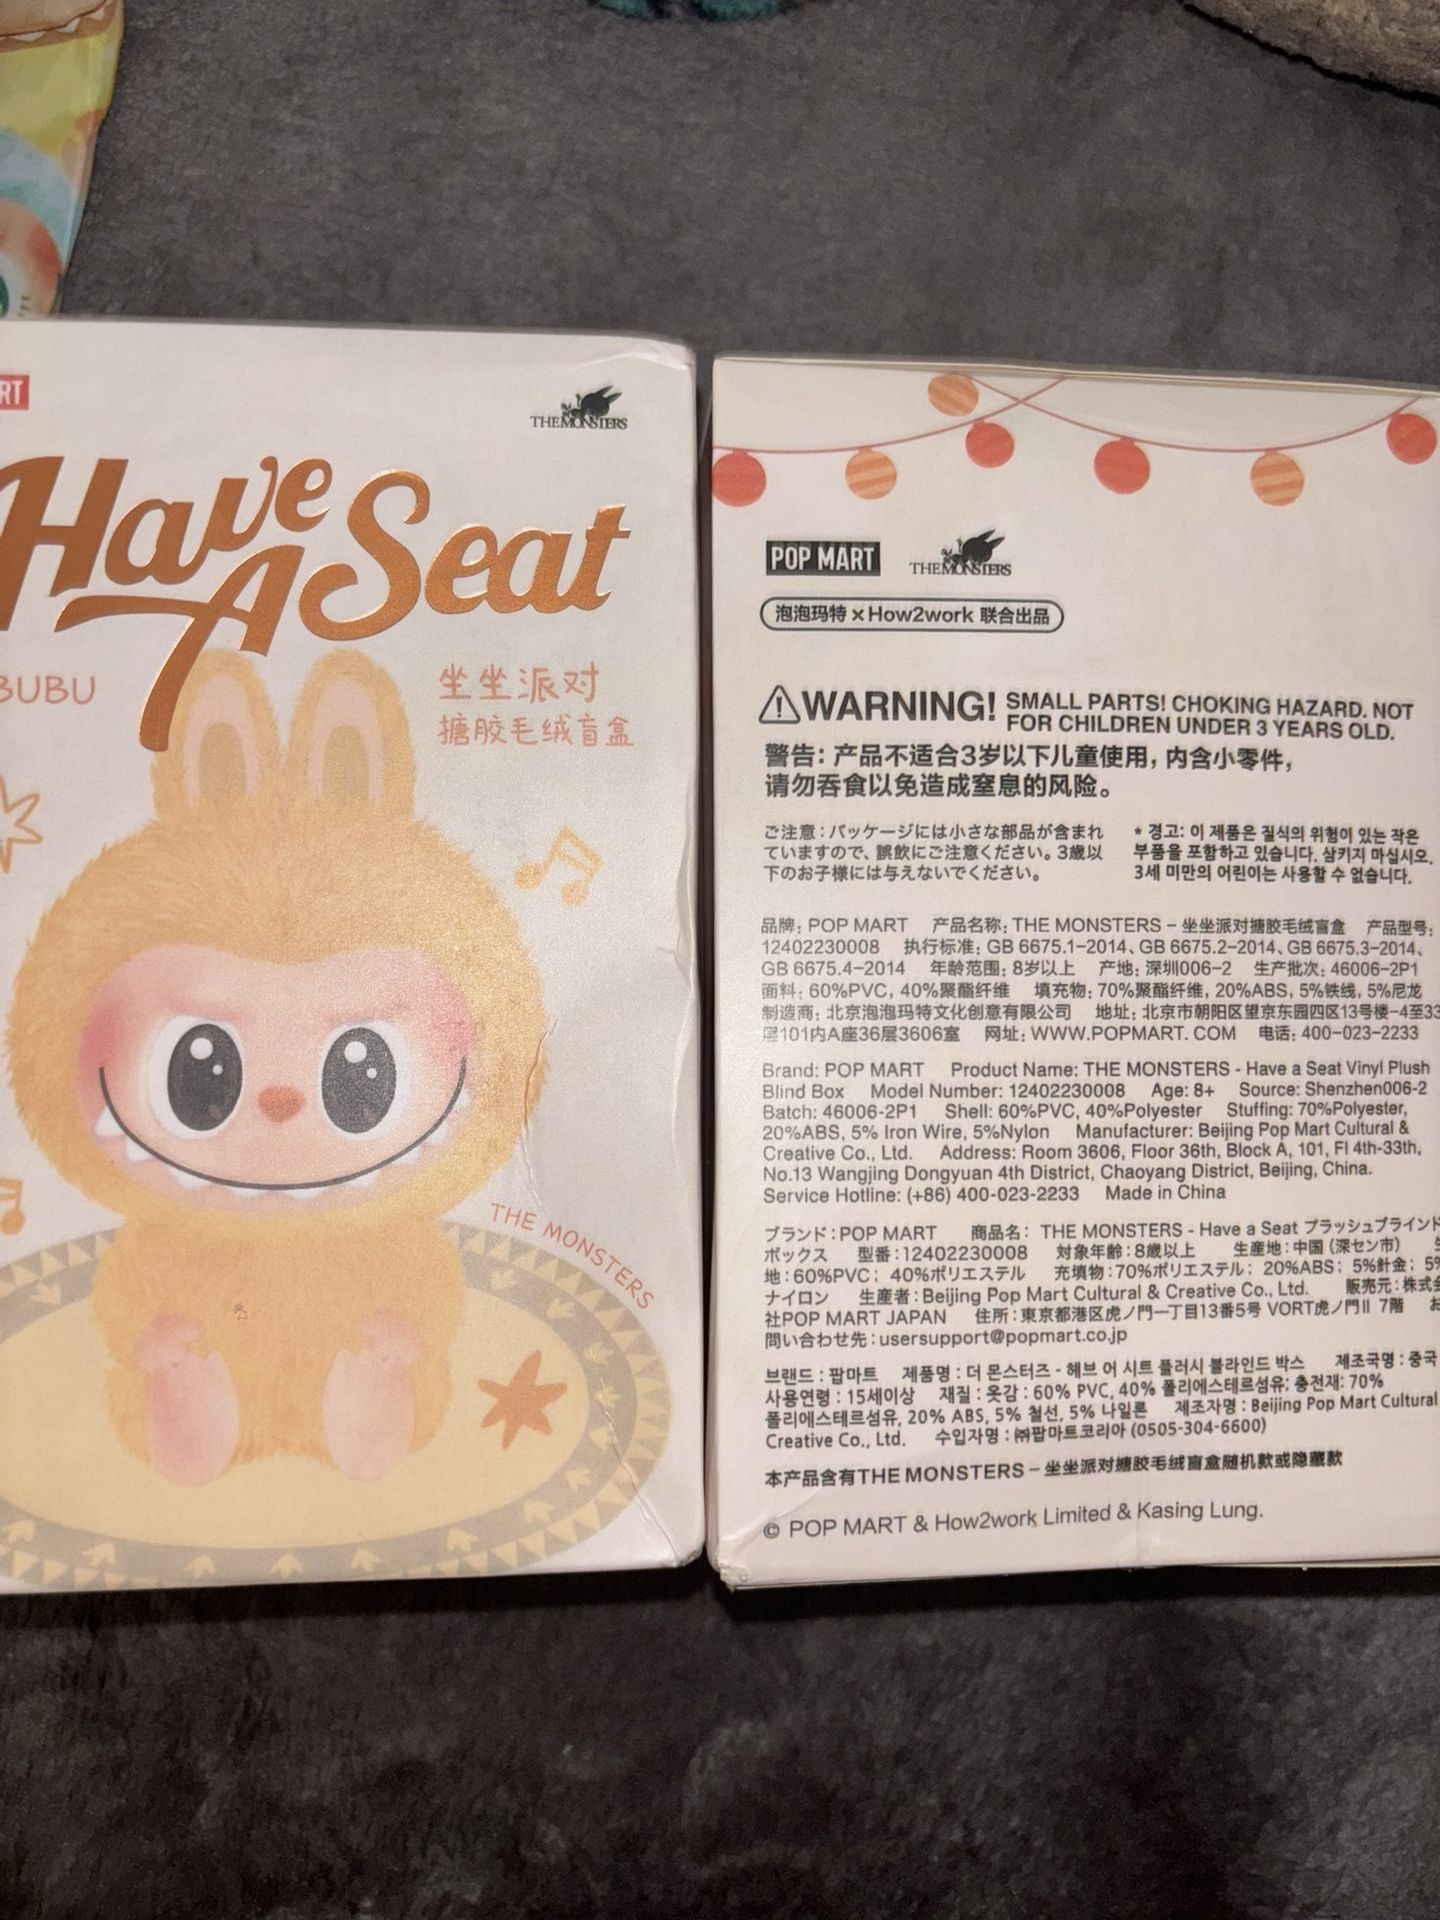 RT
THE MONSTERS
Have
A Seat
BUBU
坐坐派对
搪胶毛绒盲盒
THE MONSTERS
POP MART
THE MONSTERS
泡泡玛特 × How2work 联合出品
WARNING! SMALL PARTS! CHOKING HAZARD. NOT
FOR CHILDREN UNDER 3 YEARS OLD.
警告: 产品不适合3岁以下儿童使用, 内含小零件,
请勿吞食以免造成窒息的风险。
ご注意:パッケージには小さな部品が含まれ
ていますので、誤飲にご注意ください。3歳以
下のお子様には与えないでください。
* 경고: 이 제품은 질식의 위험이 있는 작은
부품을 포함하고 있습니다. 삼키지 마십시오.
3세 미만의 어린이는 사용할 수 없습니다.
品牌: POP MART 产品名称: THE MONSTERS – 坐坐派对搪胶毛绒盲盒 产品型号:
12402230008 执行标准: GB 6675.1–2014、GB 6675.2–2014、GB 6675.3–2014、
GB 6675.4–2014 年龄范围: 8岁以上 产地: 深圳006–2 生产批次: 46006–2P1
面料: 60%PVC, 40%聚酯纤维 填充物: 70%聚酯纤维, 20%ABS, 5%铁线, 5%尼龙
制造商: 北京泡泡玛特文化创意有限公司 地址: 北京市朝阳区望京东园四区13号楼–4至33
层101内A座36层3606室 网址: WWW.POPMART.COM 电话: 400–023–2233
Brand: POP MART Product Name: THE MONSTERS - Have a Seat Vinyl Plush
Blind Box Model Number: 12402230008 Age: 8+ Source: Shenzhen006-2
Batch: 46006-2P1 Shell: 60%PVC, 40%Polyester Stuffing: 70%Polyester,
20%ABS, 5% Iron Wire, 5%Nylon Manufacturer: Beijing Pop Mart Cultural &
Creative Co., Ltd. Address: Room 3606, Floor 36th, Block A, 101, Fl 4th-33th,
No.13 Wangjing Dongyuan 4th District, Chaoyang District, Beijing, China.
Service Hotline: (+86) 400-023-2233 Made in China
ブランド:POP MART 商品名: THE MONSTERS - Have a Seat プラッシュブラインド
ボックス 型番:12402230008 対象年齢:8歳以上 生産地:中国 (深セン市)
地:60%PVC; 40%ポリエステル 充填物:70%ポリエステル; 20%ABS; 5%針金; 5%
ナイロン 生産者:Beijing Pop Mart Cultural & Creative Co., Ltd. 販売元:株式会
社POP MART JAPAN 住所:東京都港区虎ノ門一丁目13番5号 VORT虎ノ門II 7階 お
問い合わせ先:usersupport@popmart.co.jp
브랜드 : 팝마트 제품명 : 더 몬스터즈 - 헤브 어 시트 플러시 블라인드 박스 제조국명 : 중국
사용연령 : 15세이상 재질 : 옷감 : 60% PVC, 40% 폴리에스테르섬유; 충전재: 70%
폴리에스테르섬유, 20% ABS, 5% 철선, 5% 나일론 제조자명 : Beijing Pop Mart Cultural
Creative Co., Ltd. 수입자명 : ㈜팝마트코리아 (0505-304-6600)
本产品含有THE MONSTERS – 坐坐派对搪胶毛绒盲盒随机款或隐藏款
© POP MART & How2work Limited & Kasing Lung.